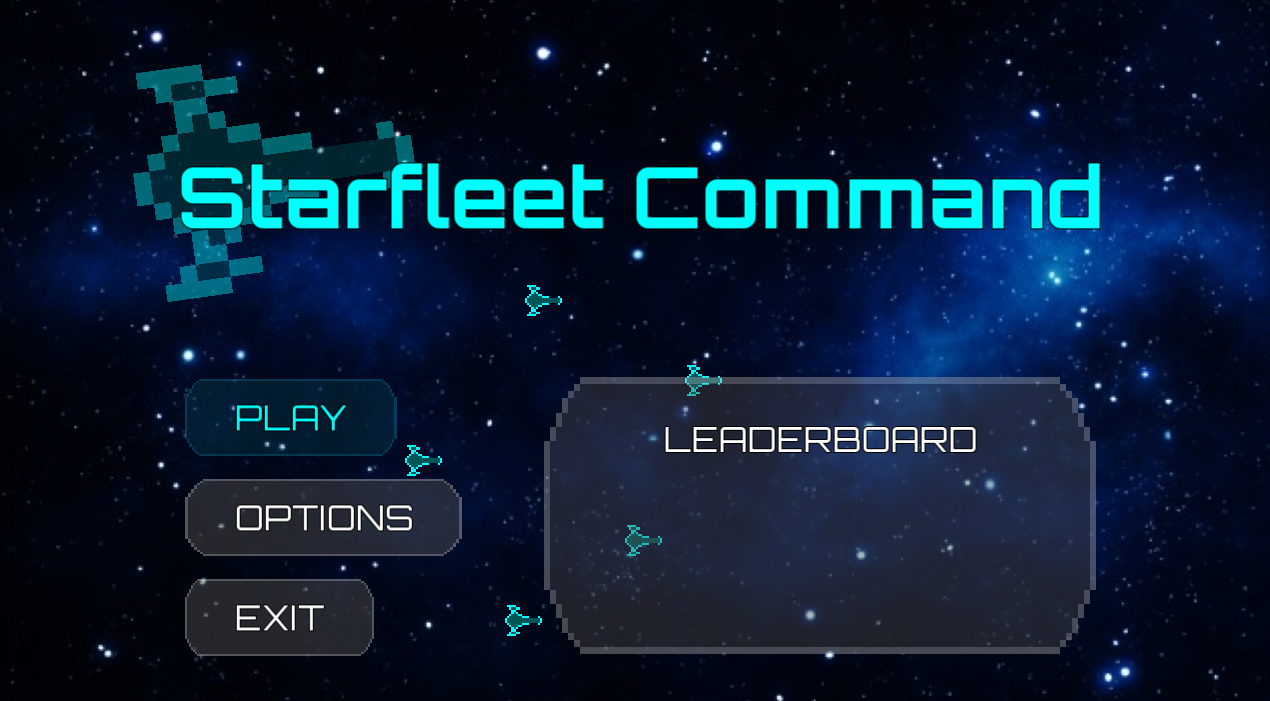 Starfleet Command
PLAY
OPTIONS
EXIT
LEADERBOARD